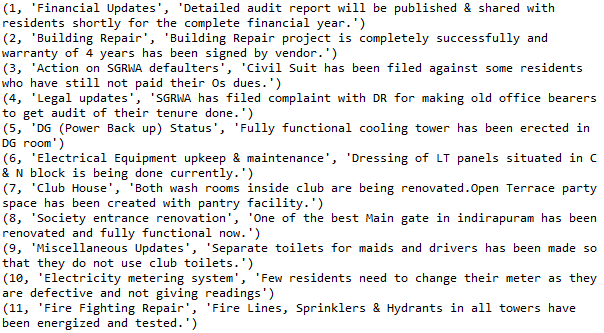 (1, 'Financial Updates', 'Detailed audit report will be published & shared with
residents shortly for the complete financial year.')
(2, 'Building Repair', 'Building Repair project is completely successfully and
warranty of 4 years has been signed by vendor.')
(3, 'Action on SGRWA defaulters', 'Civil Suit has been filed against some residents
who have still not paid their Os dues.')
(4, 'Legal updates', 'SGRWA has filed complaint with DR for making old office bearers
to get audit of their tenure done.')
(5, 'DG (Power Back up) Status', 'Fully functional cooling tower has been erected in
DG room')
(6, 'Electrical Equipment upkeep & maintenance', 'Dressing of LT panels situated in C
& N block is being done currently.')
(7, 'Club House', 'Both wash rooms inside club are being renovated.Open Terrace party
space has been created with pantry facility.')
(8, 'Society entrance renovation', 'One of the best Main gate in indirapuram has been
renovated and fully functional now.')
(9, 'Miscellaneous Updates', 'Separate toilets for maids and drivers has been made so
that they do not use club toilets.')
(10, 'Electricity metering system', 'Few residents need to change their meter as they
are defective and not giving readings')
(11, 'Fire Fighting Repair', 'Fire Lines, Sprinklers & Hydrants in all towers have
been energized and tested.')